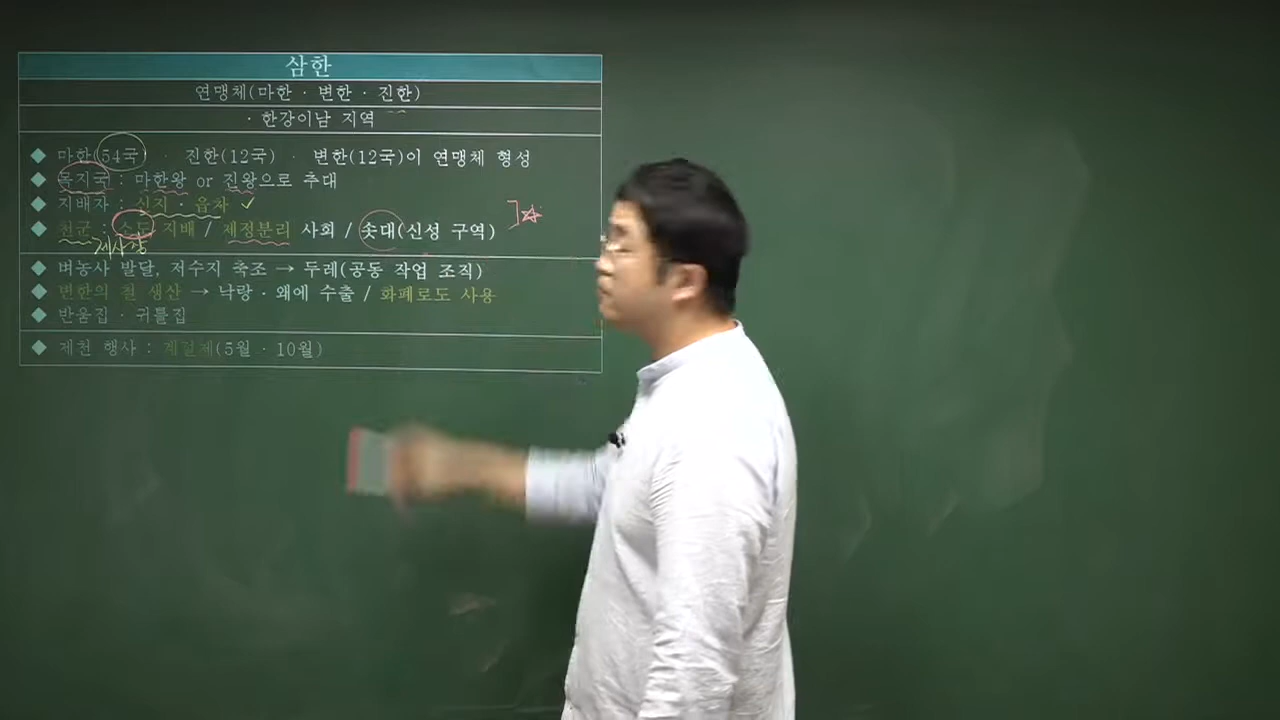 삼한
연맹체(마한 · 변한 · 진한)
· 한강이남 지역
◆ 마한(54국) · 진한(12국) · 변한(12국)이 연맹체 형성
◆ 목지국 : 마한왕 or 진왕으로 추대
◆ 지배자 : 신지 · 읍차 ✓
◆ 천군 : 소도 지배 / 제정분리 사회 / 솟대(신성 구역) ]☆
제사장
◆ 벼농사 발달, 저수지 축조 → 두레(공동 작업 조직)
◆ 변한의 철 생산 → 낙랑 · 왜에 수출 / 화폐로도 사용
◆ 반움집 · 귀틀집
◆ 제천 행사 : 계절제(5월 · 10월)